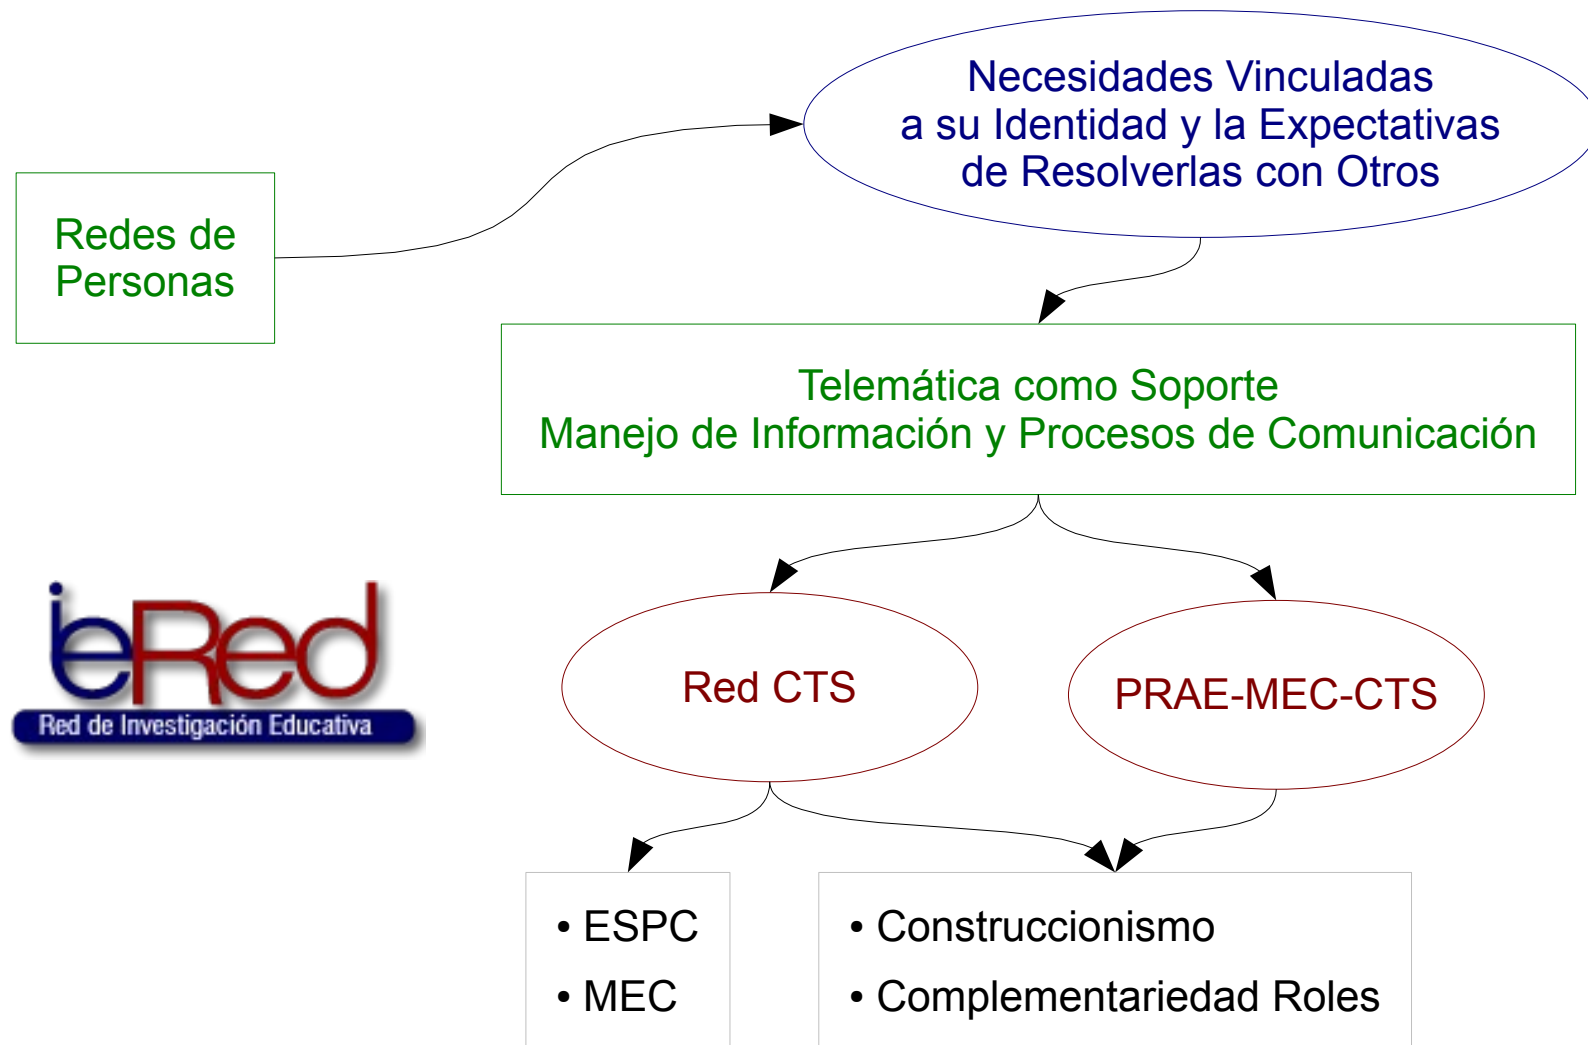 Necesidades Vinculadas
a su Identidad y la Expectativas
de Resolverlas con Otros
Redes de
Personas
Telemática como Soporte
Manejo de Información y Procesos de Comunicación
ieRed
Red de Investigación Educativa
Red CTS
PRAE-MEC-CTS
• ESPC
• MEC
• Construccionismo
• Complementariedad Roles